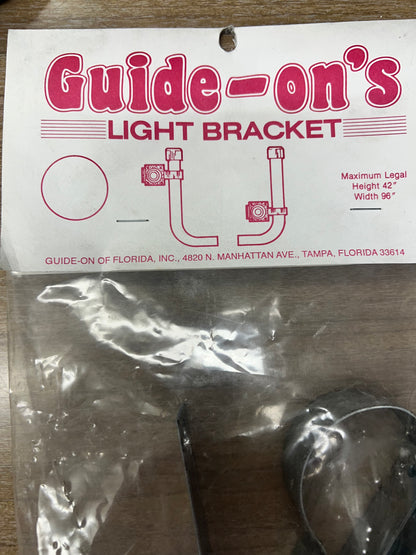 Guide-on's
LIGHT BRACKET
Maximum Legal
Height 42"
Width 96"
GUIDE-ON OF FLORIDA, INC., 4820 N. MANHATTAN AVE., TAMPA, FLORIDA 33614